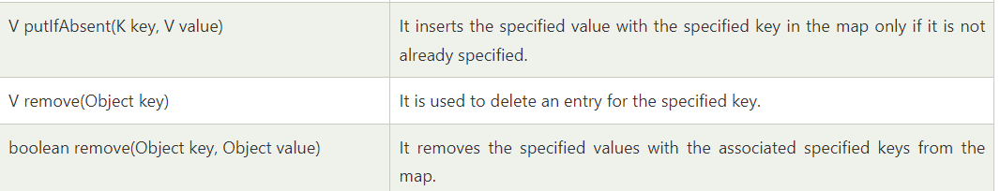 V putIfAbsent(K key, V value)
It inserts the specified value with the specified key in the map only if it is not
already specified.
V remove(Object key)
It is used to delete an entry for the specified key.
boolean remove(Object key, Object value)
It removes the specified values with the associated specified keys from the
map.